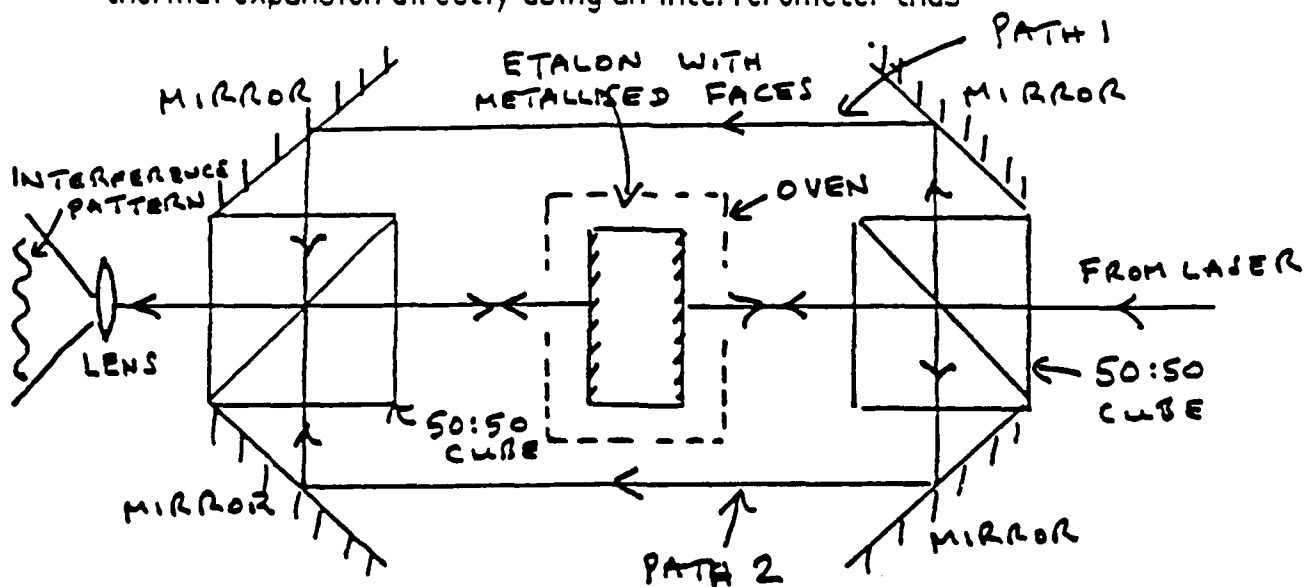 thermal expansion directly using an interferometer thus
PATH 1
ETALON WITH
METALLISED FACES
MIRROR
MIRROR
INTERFERENCE
PATTERN
OVEN
FROM LASER
LENS
50:50
CUBE
50:50
CUBE
MIRROR
MIRROR
PATH 2